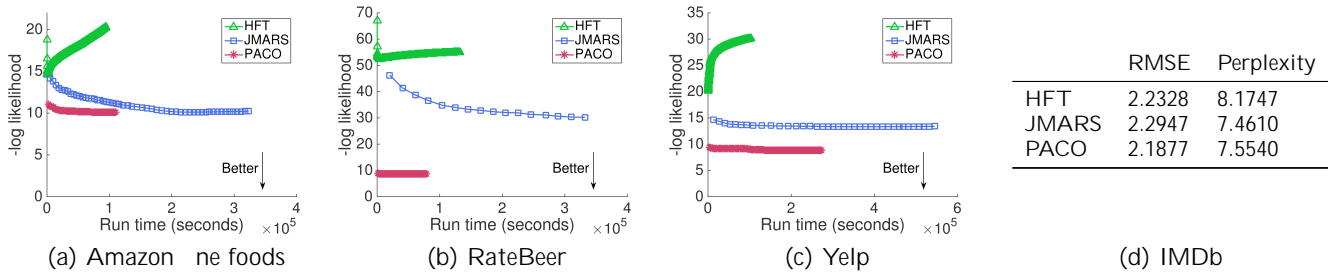 20
15
10
5
0
-log likelihood
HFT
JMARS
PACO
Better
0 1 2 3 4
Run time (seconds) ×10^5
(a) Amazon ne foods
70
60
50
40
30
20
10
0
-log likelihood
HFT
JMARS
PACO
Better
0 1 2 3 4
Run time (seconds) ×10^5
(b) RateBeer
35
30
25
20
15
10
5
0
-log likelihood
HFT
JMARS
PACO
Better
0 2 4 6
Run time (seconds) ×10^5
(c) Yelp
RMSE Perplexity
HFT 2.2328 8.1747
JMARS 2.2947 7.4610
PACO 2.1877 7.5540
(d) IMDb